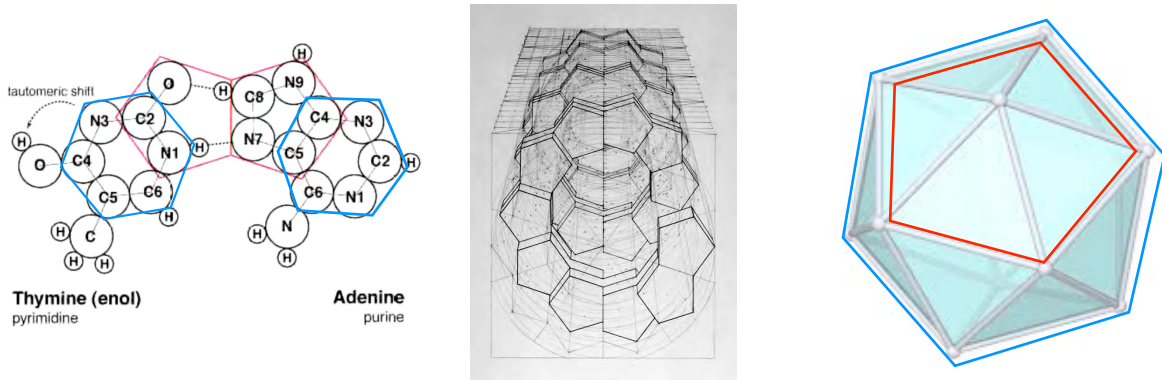 H
N9
O
H
C8
tautomeric shift
N3
C2
C4
N3
H
N1
H
N7
C5
C2
H
O
C4
C5
C6
C6
N1
H
C
H
N
H
H
H
H
Thymine (enol)
pyrimidine
Adenine
purine